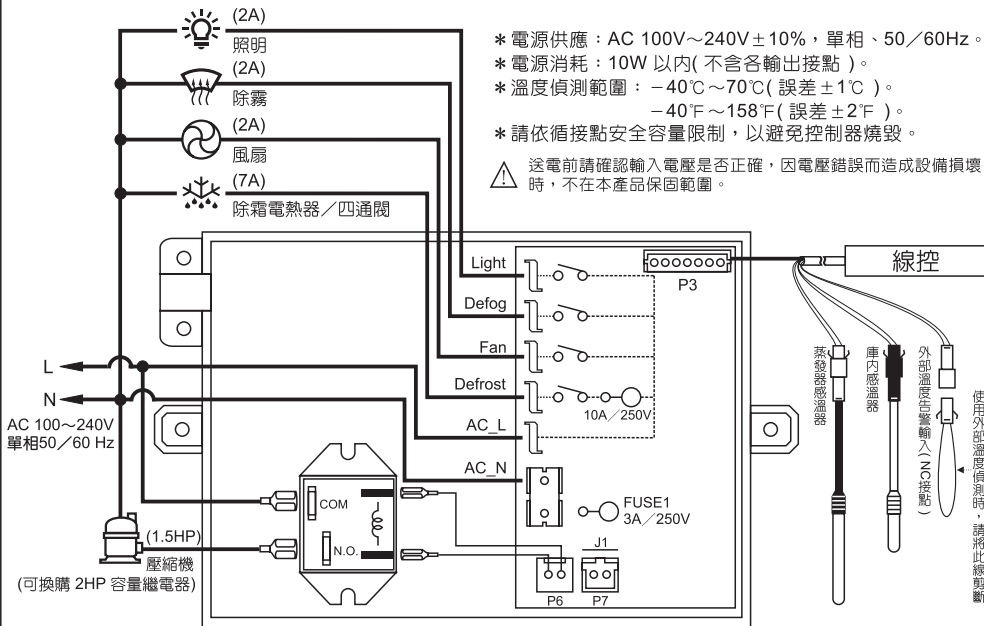 (2A)
照明
(2A)
除霧
(2A)
風扇
(7A)
除霜電熱器／四通閥
＊電源供應：AC 100V～240V±10%，單相、50／60Hz。
＊電源消耗：10W 以內( 不含各輸出接點 )。
＊溫度偵測範圍：－40℃～70℃( 誤差±1℃ )。
－40℉～158℉( 誤差±2℉ )。
＊請依循接點安全容量限制，以避免控制器燒毀。
送電前請確認輸入電壓是否正確，因電壓錯誤而造成設備損壞
時，不在本產品保固範圍。
Light
Defog
Fan
Defrost
10A／250V
AC_L
AC_N
FUSE1
3A／250V
J1
P6
P7
P3
線控
蒸發器感溫器
庫內感溫器
外部溫度告警輸入(NC接點)
使用外部溫度偵測時，請將此線剪斷
L
N
AC 100～240V
單相50／60 Hz
COM
N.O.
(1.5HP)
壓縮機
(可換購 2HP 容量繼電器)